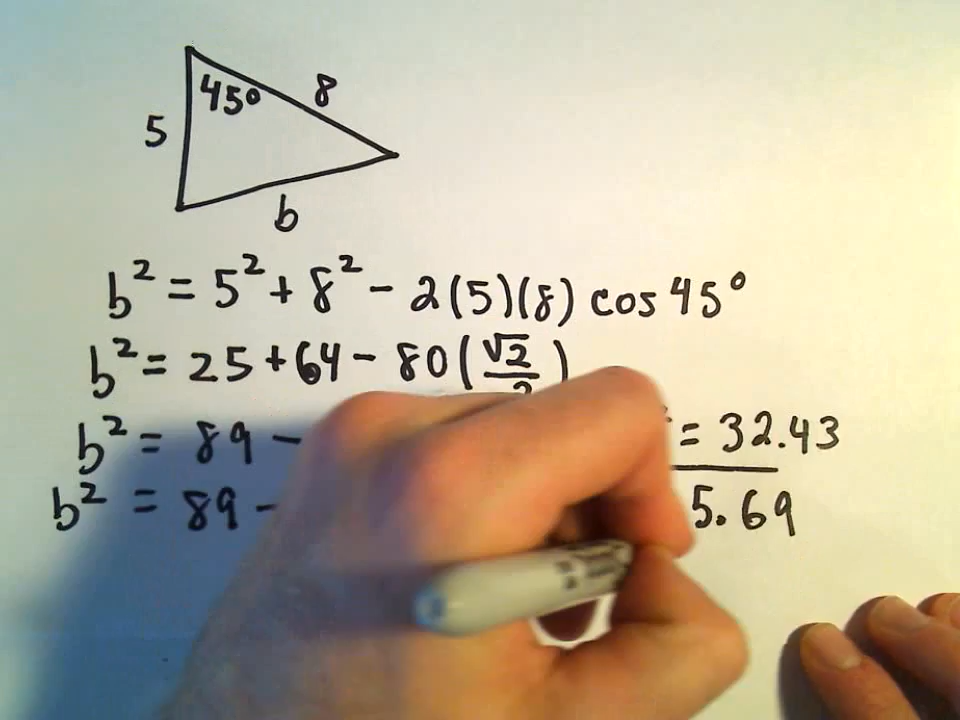 45°
8
5
b
b² = 5² + 8² - 2(5)(8) cos 45°
b² = 25 + 64 - 80(√2/2)
b² = 89 -
= 32.43
b² = 89 -
5.69